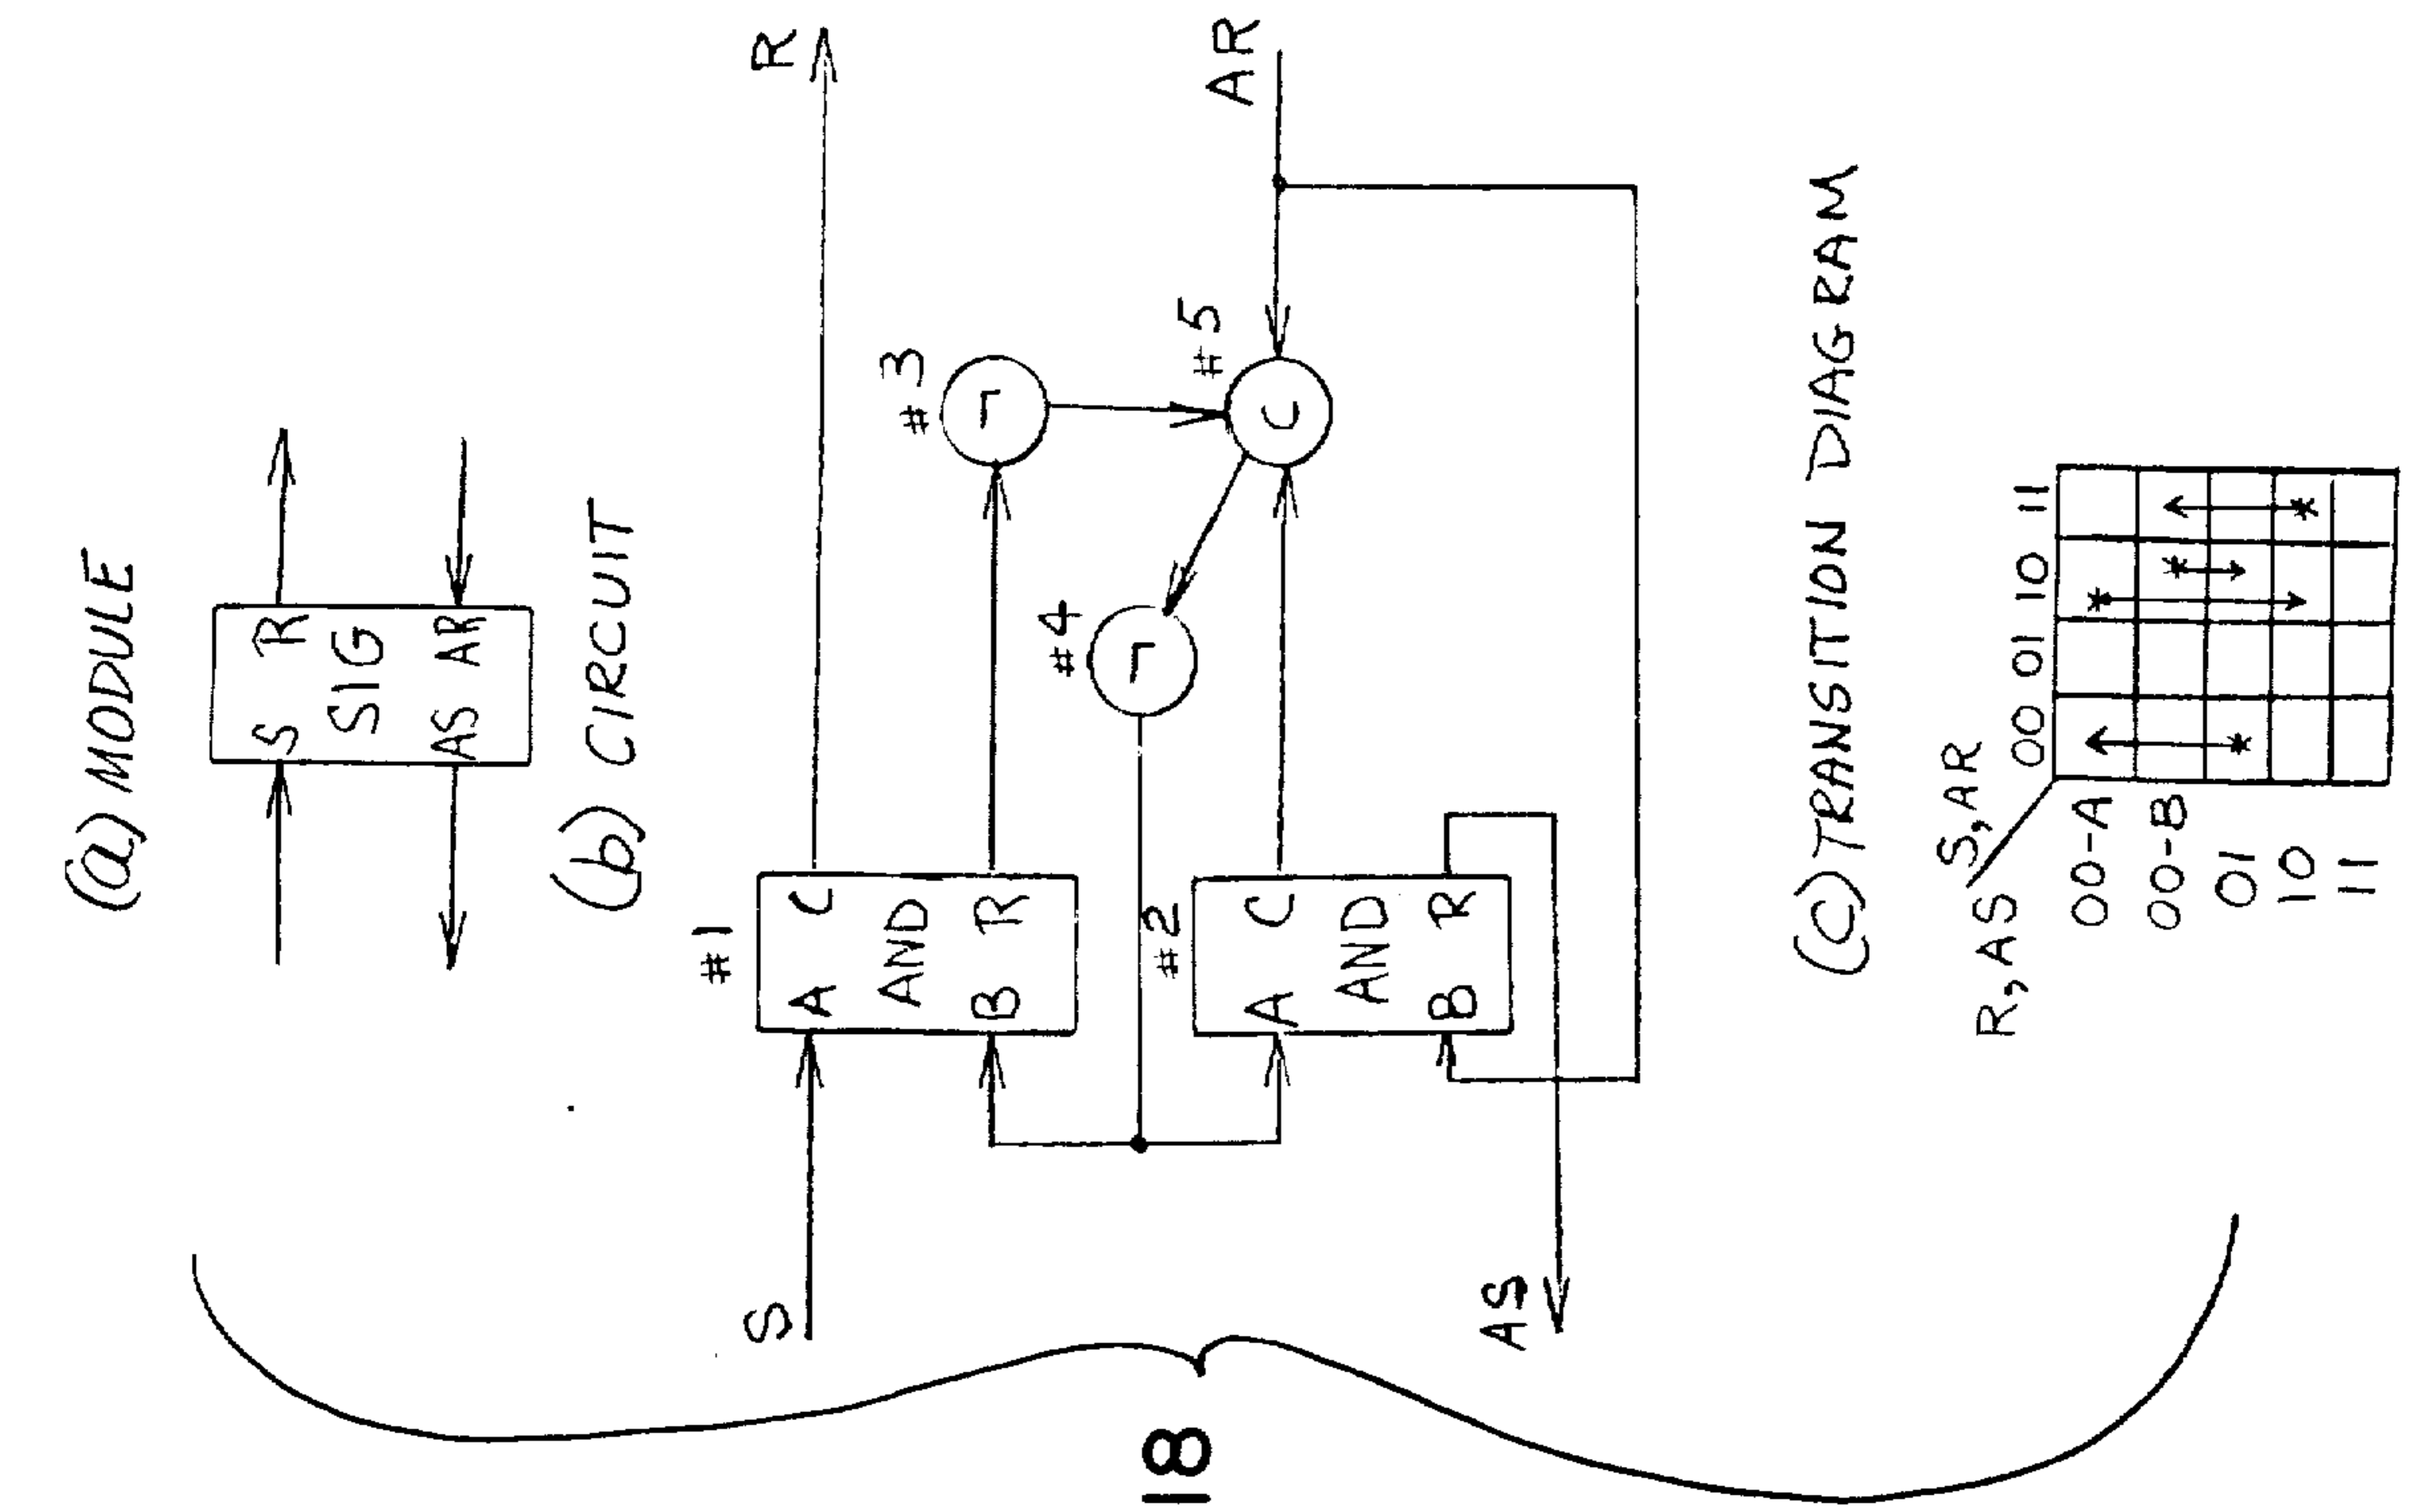 (a) MODULE
S R
SIG
AS AR
(b) CIRCUIT
S
R
#1
A C
AND
B R
#3
Γ
#4
Γ
#5
C
#2
A C
AND
B R
AR
AS
(c) TRANSITION DIAGRAM
S,AR
R,AS
00 01 10 11
00-A
00-B
01
10
11
18